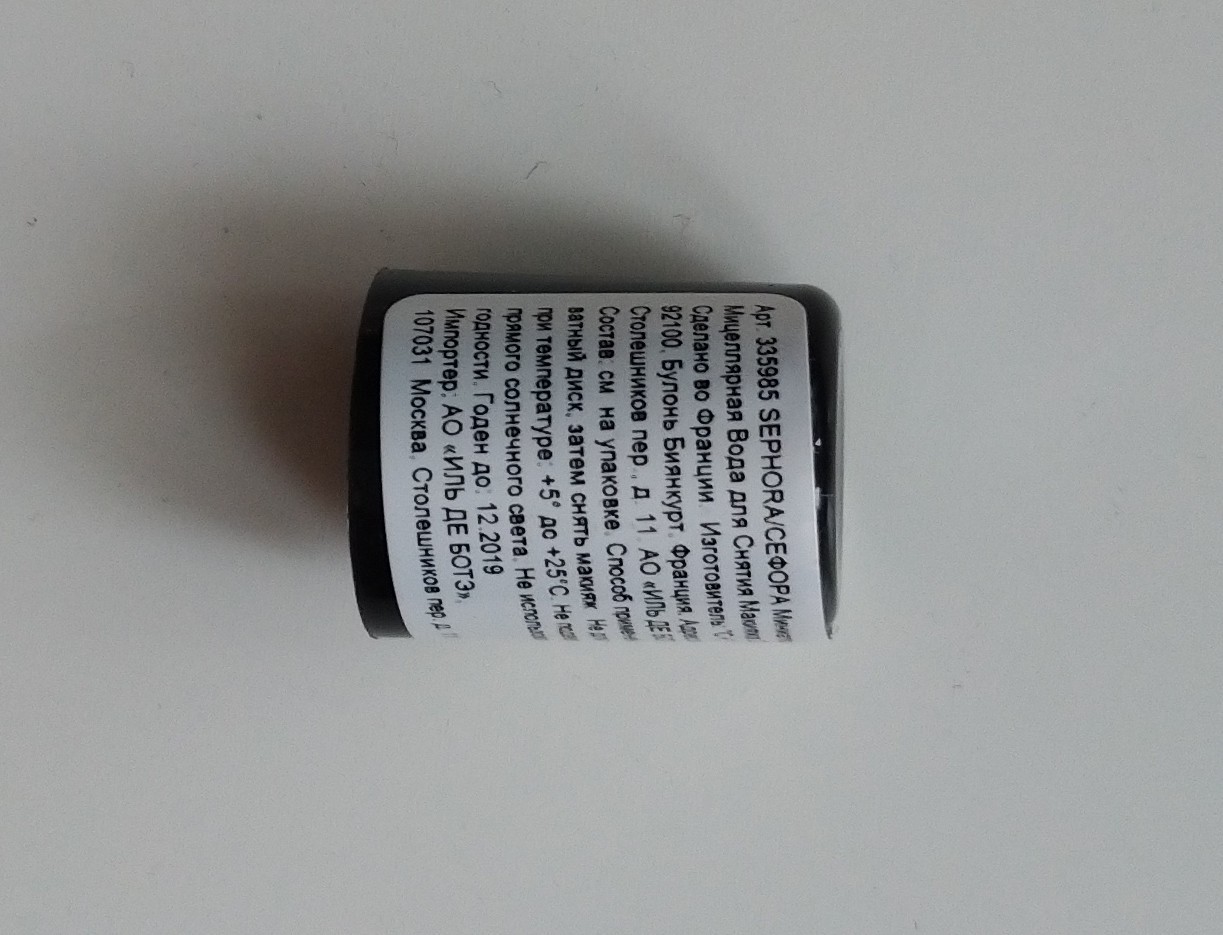 Арт. 335985 SEPHORA/СЕФОРА
Мицеллярная Вода для Снятия
Сделано во Франции. Изготовитель:
92100, Булонь Биянкурт, Франция.
Столешников пер., д. 11. АО «ИЛЬ ДЕ
Состав: см на упаковке. Способ
ватный диск, затем снять макияж.
при температуре: +5° до +25°С. Не
прямого солнечного света. Не
годности. Годен до: 12.2019
Импортер: АО «ИЛЬ ДЕ БОТЭ»,
107031 Москва, Столешников пер. д.